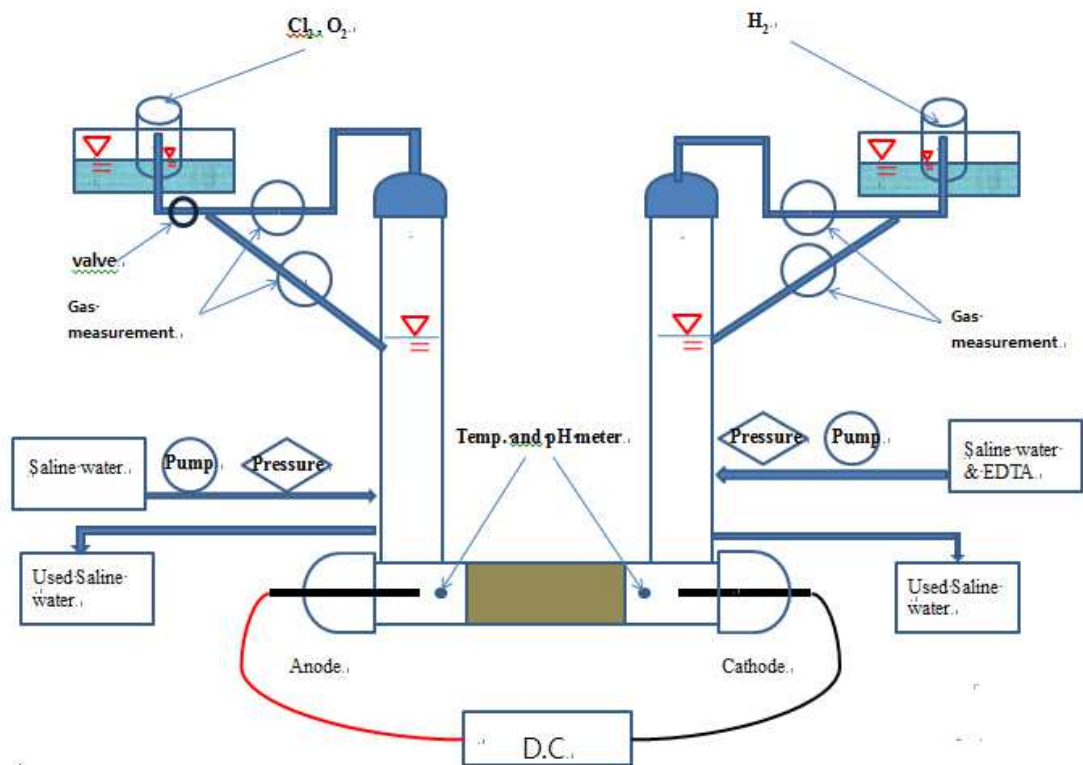 Cl₂, O₂
H₂
valve
Gas
measurement
Gas
measurement
Temp. and pH meter
Saline water
Pump
Pressure
Pressure
Pump
Saline water
& EDTA
Used Saline
water
Used Saline
water
Anode
Cathode
D.C.